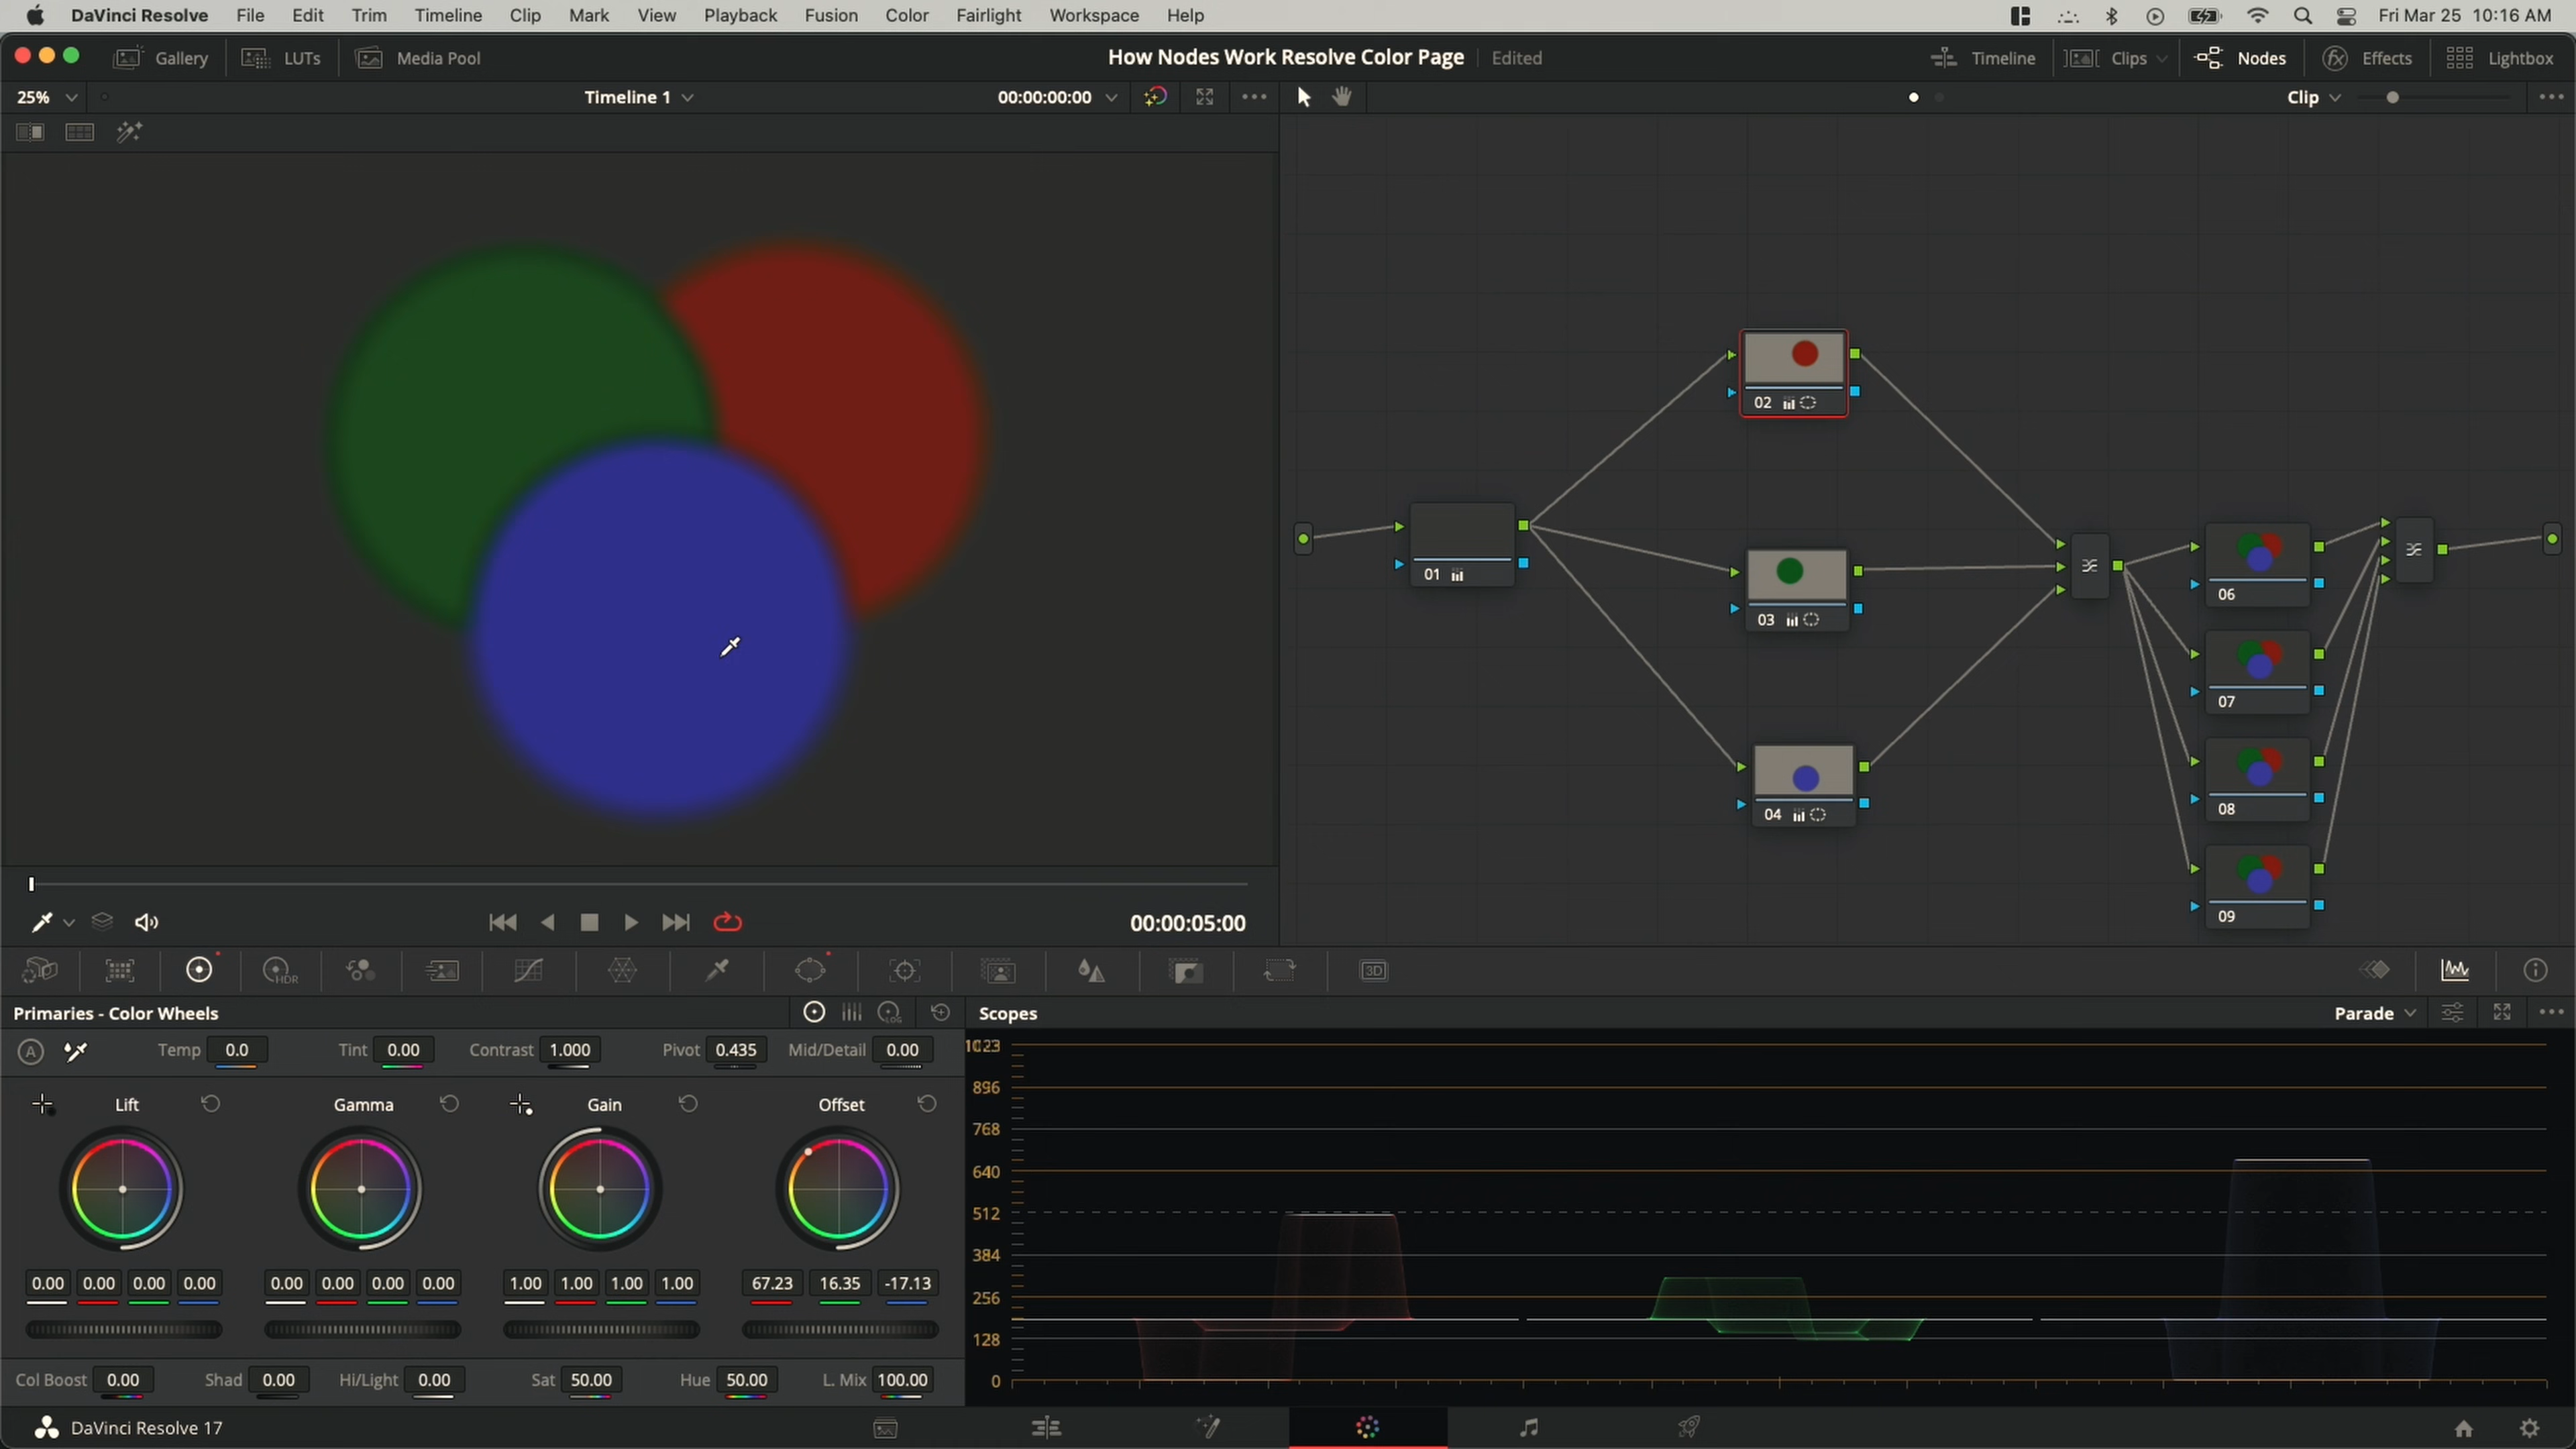 DaVinci Resolve File Edit Trim Timeline Clip Mark View Playback Fusion Color Fairlight Workspace Help Fri Mar 25 10:16 AM
Gallery LUTs Media Pool How Nodes Work Resolve Color Page Edited Timeline Clips Nodes Effects Lightbox
25% Timeline 1 00:00:00:00 Clip
02
01
03
06
07
04
08
09
00:00:05:00
HDR 3D
Primaries - Color Wheels LOG Scopes Parade
A Temp 0.0 Tint 0.00 Contrast 1.000 Pivot 0.435 Mid/Detail 0.00
Lift Gamma Gain Offset
0.00 0.00 0.00 0.00 0.00 0.00 0.00 0.00 1.00 1.00 1.00 1.00 67.23 16.35 -17.13
Col Boost 0.00 Shad 0.00 Hi/Light 0.00 Sat 50.00 Hue 50.00 L. Mix 100.00
1023
896
768
640
512
384
256
128
0
DaVinci Resolve 17